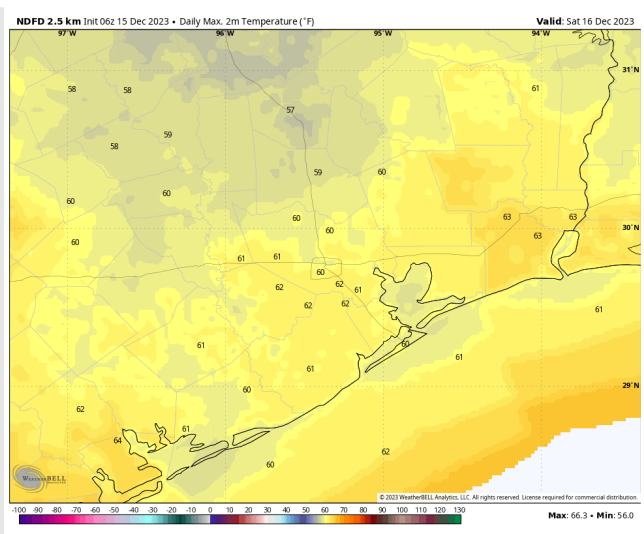 NDFD 2.5 km Init 06z 15 Dec 2023 • Daily Max. 2m Temperature (°F)
Valid: Sat 16 Dec 2023
97°W 96°W 95°W 94°W
31°N
58 58 61
57
59
58
59 60
60 60
60 63 63
30°N
60 63
60
61 61
60
62 62 61
62 62 61
61 60 61
61
60 29°N
62
61
64
62
60
WeatherBELL
© 2023 WeatherBELL Analytics, LLC. All rights reserved. License required for commercial distribution.
-100 -90 -80 -70 -60 -50 -40 -30 -20 -10 0 10 20 30 40 50 60 70 80 90 100 110 120 130
Max: 66.3 • Min: 56.0